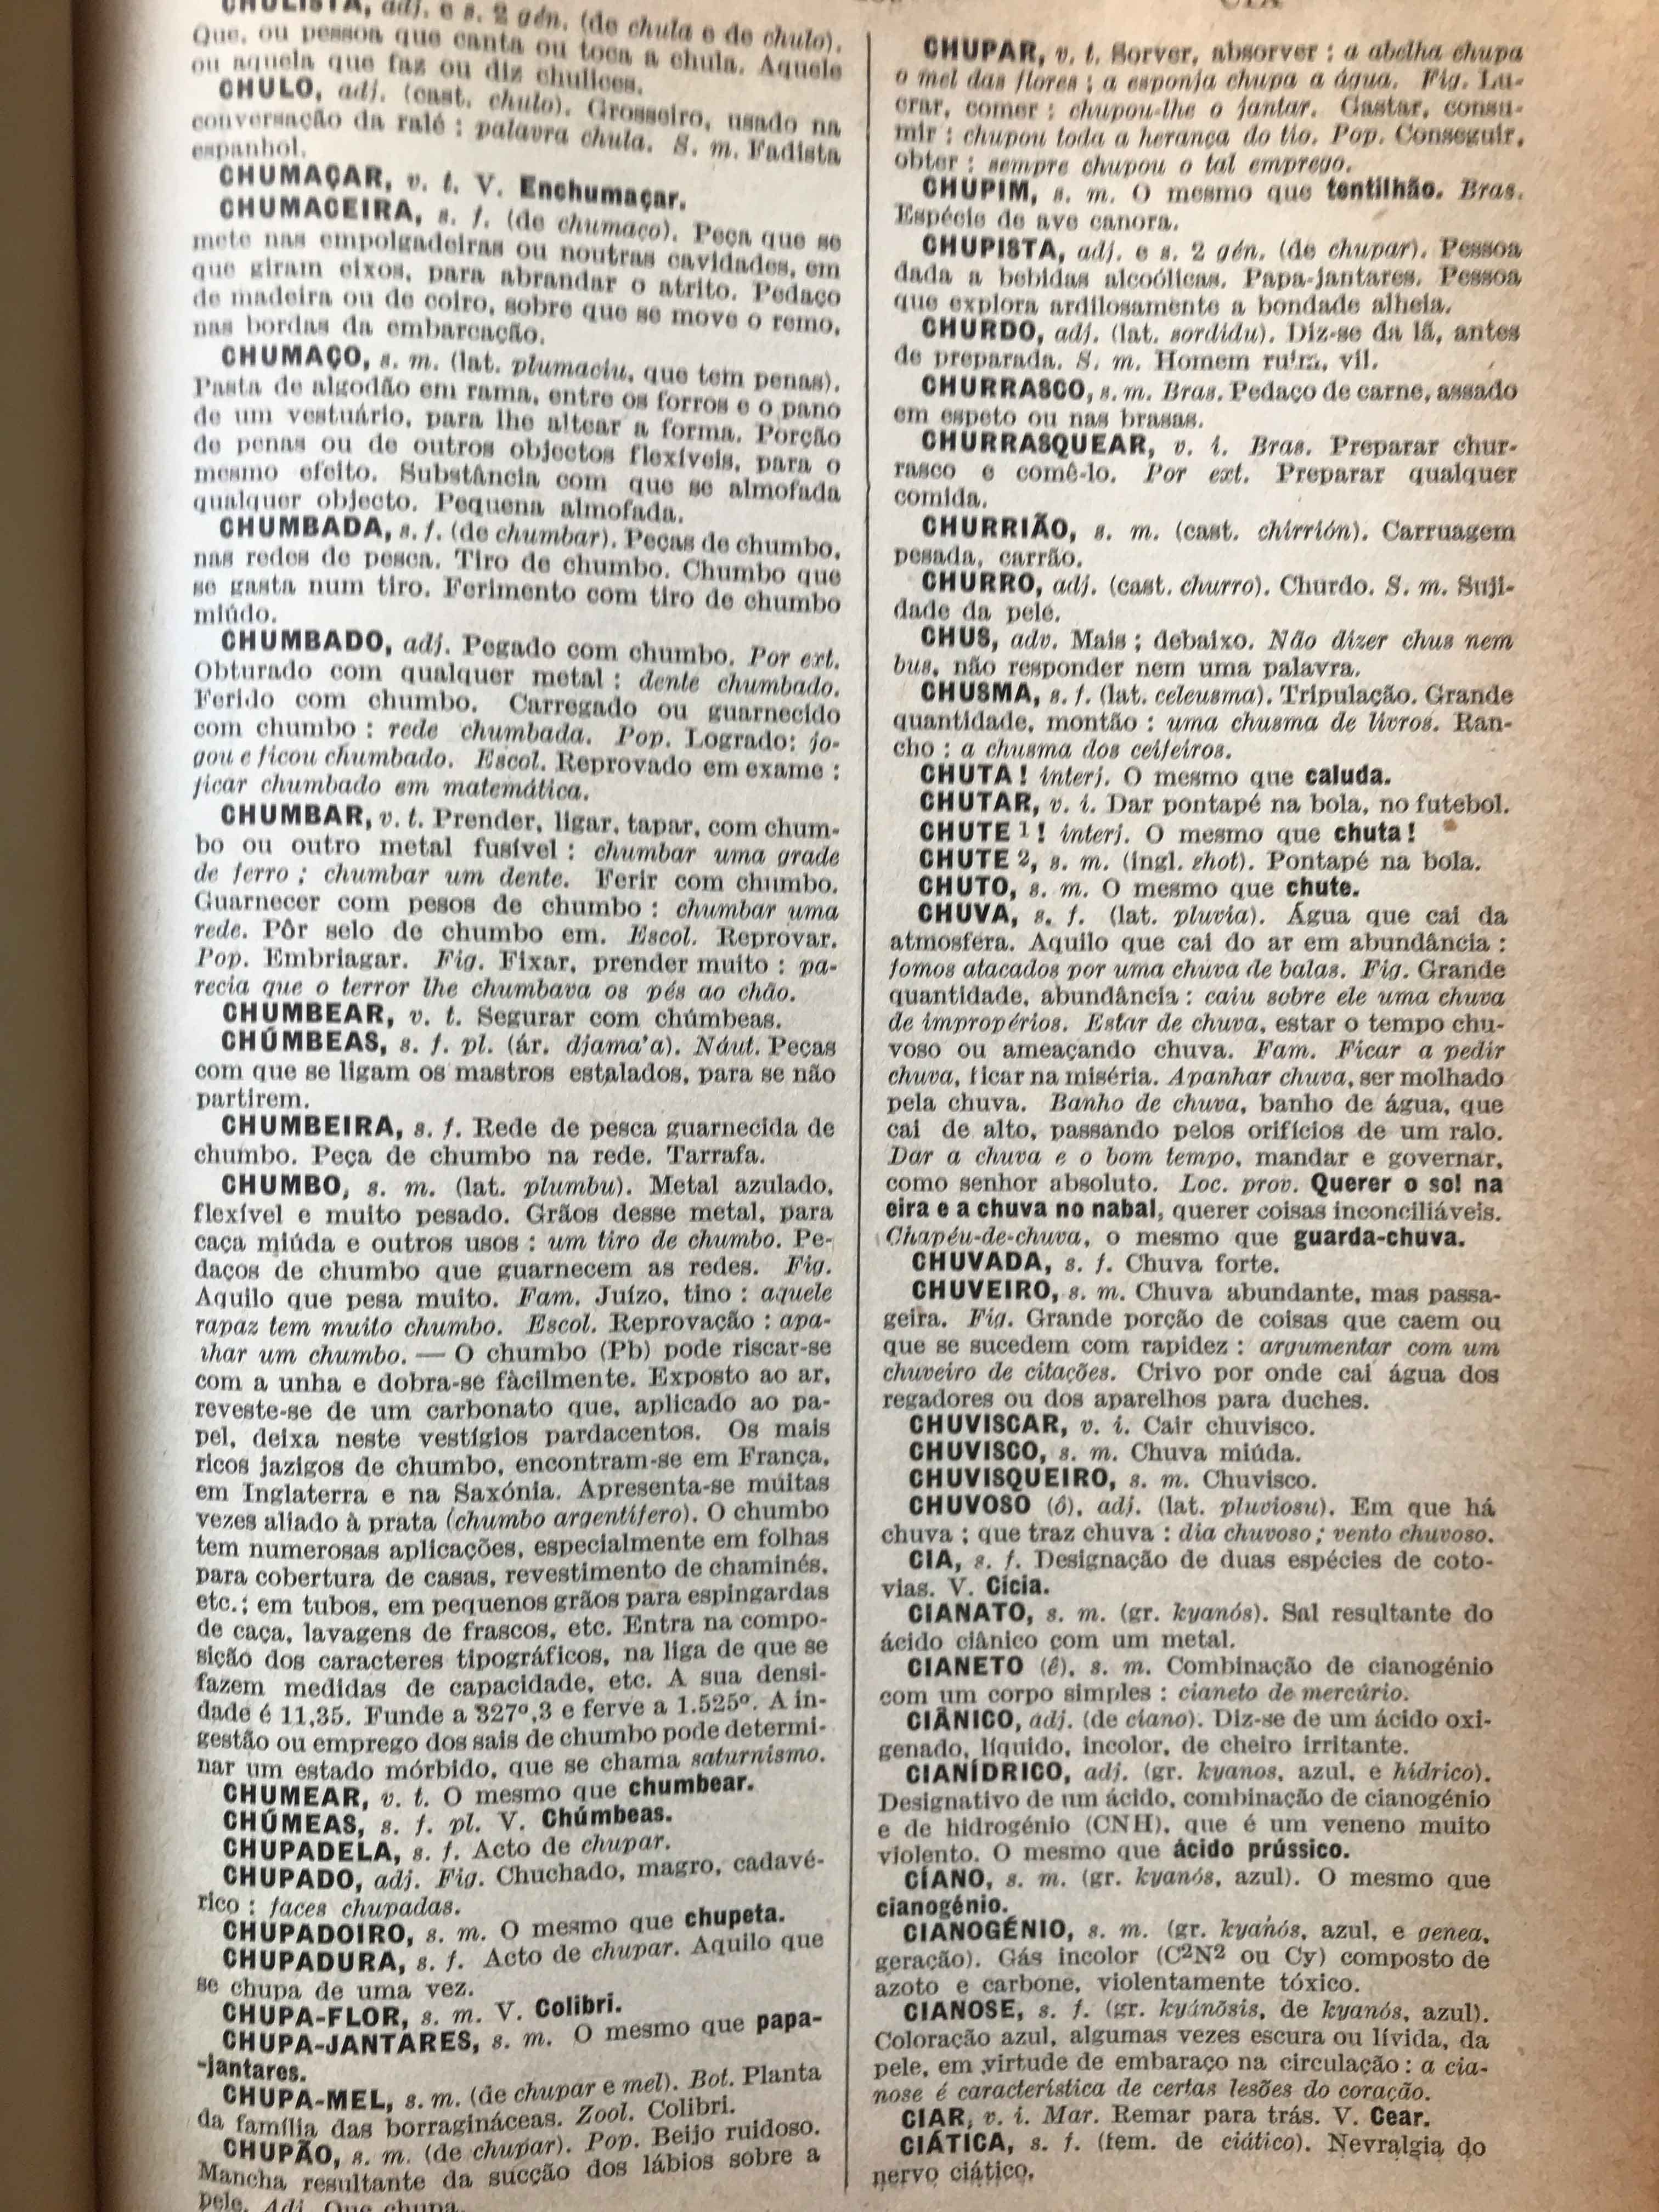 CHULISTA, adj. e s. 2 gén. (de chula e de chulo).
Que, ou pessoa que canta ou toca a chula. Aquele
ou aquela que faz ou diz chulices.
CHULO, adj. (cast. chulo). Grosseiro, usado na
conversação da ralé : palavra chula. S. m. Fadista
espanhol.
CHUMAÇAR, v. t. V. Enchumaçar.
CHUMACEIRA, s. f. (de chumaço). Peça que se
mete nas empolgadeiras ou noutras cavidades, em
que giram eixos, para abrandar o atrito. Pedaço
de madeira ou de coiro, sobre que se move o remo,
nas bordas da embarcação.
CHUMAÇO, s. m. (lat. plumaciu, que tem penas).
Pasta de algodão em rama, entre os forros e o pano
de um vestuário, para lhe altear a forma. Porção
de penas ou de outros objectos flexíveis, para o
mesmo efeito. Substância com que se almofada
qualquer objecto. Pequena almofada.
CHUMBADA, s. f. (de chumbar). Peças de chumbo,
nas redes de pesca. Tiro de chumbo. Chumbo que
se gasta num tiro. Ferimento com tiro de chumbo
miúdo.
CHUMBADO, adj. Pegado com chumbo. Por ext.
Obturado com qualquer metal : dente chumbado.
Ferido com chumbo. Carregado ou guarnecido
com chumbo : rede chumbada. Pop. Logrado: jo-
gou e ficou chumbado. Escol. Reprovado em exame :
ficar chumbado em matemática.
CHUMBAR, v. t. Prender, ligar, tapar, com chum-
bo ou outro metal fusível : chumbar uma grade
de ferro ; chumbar um dente. Ferir com chumbo.
Guarnecer com pesos de chumbo : chumbar uma
rede. Pôr selo de chumbo em. Escol. Reprovar.
Pop. Embriagar. Fig. Fixar, prender muito : pa-
recia que o terror lhe chumbava os pés ao chão.
CHUMBEAR, v. t. Segurar com chúmbeas.
CHÚMBEAS, s. f. pl. (ár. djama'a). Náut. Peças
com que se ligam os mastros estalados, para se não
partirem.
CHUMBEIRA, s. f. Rede de pesca guarnecida de
chumbo. Peça de chumbo na rede. Tarrafa.
CHUMBO, s. m. (lat. plumbu). Metal azulado,
flexível e muito pesado. Grãos desse metal, para
caça miúda e outros usos : um tiro de chumbo. Pe-
daços de chumbo que guarnecem as redes. Fig.
Aquilo que pesa muito. Fam. Juízo, tino : aquele
rapaz tem muito chumbo. Escol. Reprovação : apa-
nhar um chumbo. — O chumbo (Pb) pode riscar-se
com a unha e dobra-se fàcilmente. Exposto ao ar,
reveste-se de um carbonato que, aplicado ao pa-
pel, deixa neste vestígios pardacentos. Os mais
ricos jazigos de chumbo, encontram-se em França,
em Inglaterra e na Saxónia. Apresenta-se muitas
vezes aliado à prata (chumbo argentífero). O chumbo
tem numerosas aplicações, especialmente em folhas
para cobertura de casas, revestimento de chaminés,
etc.; em tubos, em pequenos grãos para espingardas
de caça, lavagens de frascos, etc. Entra na compo-
sição dos caracteres tipográficos, na liga de que se
fazem medidas de capacidade, etc. A sua densi-
dade é 11,35. Funde a 327º,3 e ferve a 1.525º. A in-
gestão ou emprego dos sais de chumbo pode determi-
nar um estado mórbido, que se chama saturnismo.
CHUMEAR, v. t. O mesmo que chumbear.
CHÚMEAS, s. f. pl. V. Chúmbeas.
CHUPADELA, s. f. Acto de chupar.
CHUPADO, adj. Fig. Chuchado, magro, cadavé-
rico : faces chupadas.
CHUPADOIRO, s. m. O mesmo que chupeta.
CHUPADURA, s. f. Acto de chupar. Aquilo que
se chupa de uma vez.
CHUPA-FLOR, s. m. V. Colibri.
CHUPA-JANTARES, s. m. O mesmo que papa-
-jantares.
CHUPA-MEL, s. m. (de chupar e mel). Bot. Planta
da família das borragináceas. Zool. Colibri.
CHUPÃO, s. m. (de chupar). Pop. Beijo ruidoso.
Mancha resultante da sucção dos lábios sobre a
pele. Adj. Que chupa.
CIA
CHUPAR, v. t. Sorver, absorver : a abelha chupa
o mel das flores ; a esponja chupa a água. Fig. Lu-
crar, comer : chupou-lhe o jantar. Gastar, consu-
mir : chupou toda a herança do tio. Pop. Conseguir,
obter : sempre chupou o tal emprego.
CHUPIM, s. m. O mesmo que tentilhão. Bras.
Espécie de ave canora.
CHUPISTA, adj. e s. 2 gén. (de chupar). Pessoa
dada a bebidas alcoólicas. Papa-jantares. Pessoa
que explora ardilosamente a bondade alheia.
CHURDO, adj. (lat. sordidu). Diz-se da lã, antes
de preparada. S. m. Homem ruim, vil.
CHURRASCO, s. m. Bras. Pedaço de carne, assado
em espeto ou nas brasas.
CHURRASQUEAR, v. i. Bras. Preparar chur-
rasco e comê-lo. Por ext. Preparar qualquer
comida.
CHURRIÃO, s. m. (cast. chirrión). Carruagem
pesada, carrão.
CHURRO, adj. (cast. churro). Churdo. S. m. Suji-
dade da pele.
CHUS, adv. Mais ; debaixo. Não dizer chus nem
bus, não responder nem uma palavra.
CHUSMA, s. f. (lat. celeusma). Tripulação. Grande
quantidade, montão : uma chusma de livros. Ran-
cho : a chusma dos ceifeiros.
CHUTA! interj. O mesmo que caluda.
CHUTAR, v. i. Dar pontapé na bola, no futebol.
CHUTE 1! interj. O mesmo que chuta!
CHUTE 2, s. m. (ingl. shot). Pontapé na bola.
CHUTO, s. m. O mesmo que chute.
CHUVA, s. f. (lat. pluvia). Água que cai da
atmosfera. Aquilo que cai do ar em abundância :
fomos atacados por uma chuva de balas. Fig. Grande
quantidade, abundância : caiu sobre ele uma chuva
de impropérios. Estar de chuva, estar o tempo chu-
voso ou ameaçando chuva. Fam. Ficar a pedir
chuva, ficar na miséria. Apanhar chuva, ser molhado
pela chuva. Banho de chuva, banho de água, que
cai de alto, passando pelos orifícios de um ralo.
Dar a chuva e o bom tempo, mandar e governar,
como senhor absoluto. Loc. prov. Querer o sol na
eira e a chuva no nabal, querer coisas inconciliáveis.
Chapéu-de-chuva, o mesmo que guarda-chuva.
CHUVADA, s. f. Chuva forte.
CHUVEIRO, s. m. Chuva abundante, mas passa-
geira. Fig. Grande porção de coisas que caem ou
que se sucedem com rapidez : argumentar com um
chuveiro de citações. Crivo por onde cai água dos
regadores ou dos aparelhos para duches.
CHUVISCAR, v. i. Cair chuvisco.
CHUVISCO, s. m. Chuva miúda.
CHUVISQUEIRO, s. m. Chuvisco.
CHUVOSO (ô), adj. (lat. pluviosu). Em que há
chuva ; que traz chuva : dia chuvoso ; vento chuvoso.
CIA, s. f. Designação de duas espécies de coto-
vias. V. Cicia.
CIANATO, s. m. (gr. kyanós). Sal resultante do
ácido ciânico com um metal.
CIANETO (ê), s. m. Combinação de cianogénio
com um corpo simples : cianeto de mercúrio.
CIÂNICO, adj. (de ciano). Diz-se de um ácido oxi-
genado, líquido, incolor, de cheiro irritante.
CIANÍDRICO, adj. (gr. kyanos, azul, e hídrico).
Designativo de um ácido, combinação de cianogénio
e de hidrogénio (CNH), que é um veneno muito
violento. O mesmo que ácido prússico.
CÍANO, s. m. (gr. kyanós, azul). O mesmo que
cianogénio.
CIANOGÉNIO, s. m. (gr. kyanós, azul, e genea,
geração). Gás incolor (C²N² ou Cy) composto de
azoto e carbone, violentamente tóxico.
CIANOSE, s. f. (gr. kyánõsis, de kyanós, azul).
Coloração azul, algumas vezes escura ou lívida, da
pele, em virtude de embaraço na circulação : a cia-
nose é característica de certas lesões do coração.
CIAR, v. i. Mar. Remar para trás. V. Cear.
CIÁTICA, s. f. (fem. de ciático). Nevralgia do
nervo ciático.